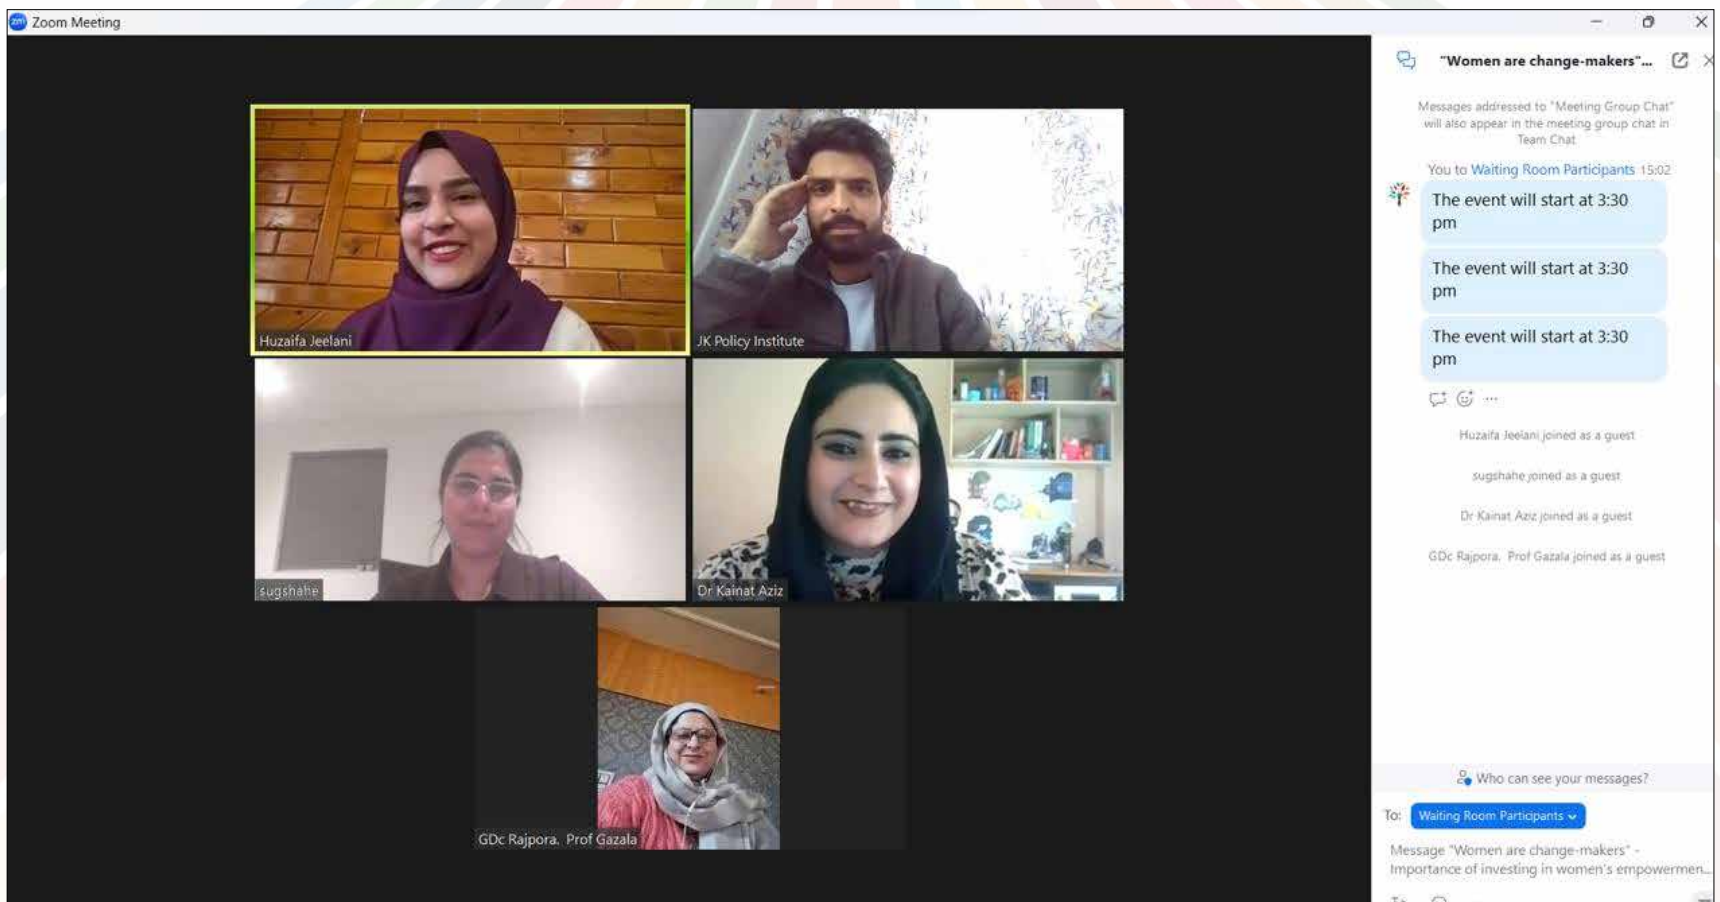 zm Zoom Meeting
Huzaifa Jeelani
JK Policy Institute
sugshahe
Dr Kainat Aziz
GDc Rajpora. Prof Gazala
"Women are change-makers"...
Messages addressed to "Meeting Group Chat"
will also appear in the meeting group chat in
Team Chat
You to Waiting Room Participants 15:02
The event will start at 3:30
pm
The event will start at 3:30
pm
The event will start at 3:30
pm
Huzaifa Jeelani joined as a guest
sugshahe joined as a guest
Dr Kainat Aziz joined as a guest
GDc Rajpora. Prof Gazala joined as a guest
Who can see your messages?
To: Waiting Room Participants
Message "Women are change-makers" -
Importance of investing in women's empowermen...